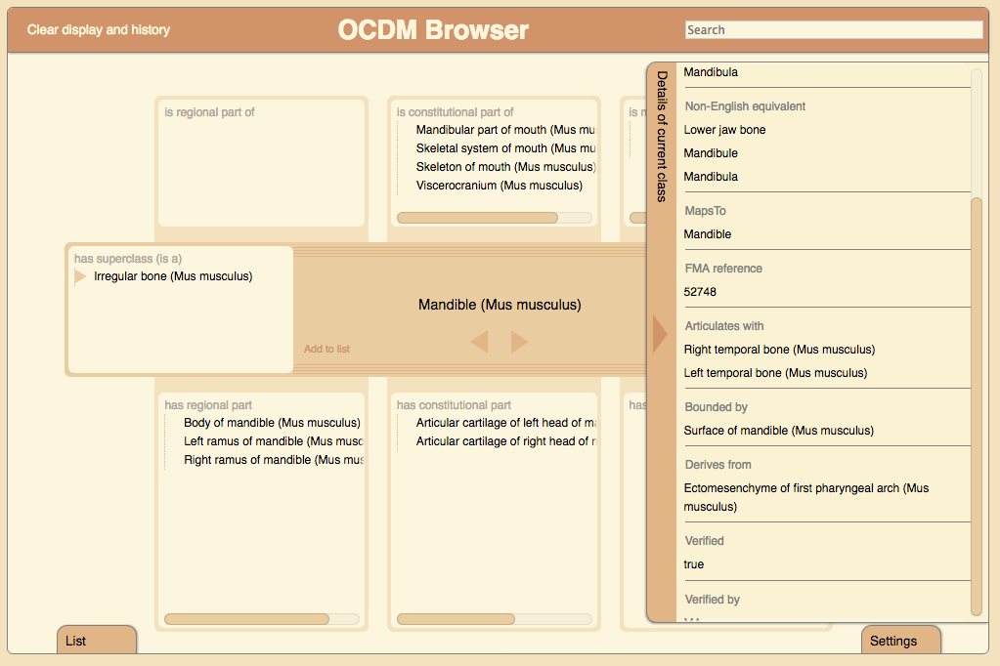 Clear display and history
OCDM Browser
Search
is regional part of
is constitutional part of
Mandibular part of mouth (Mus mu
Skeletal system of mouth (Mus mu
Skeleton of mouth (Mus musculus)
Viscerocranium (Mus musculus)
is
has superclass (is a)
Irregular bone (Mus musculus)
Mandible (Mus musculus)
Add to list
has regional part
Body of mandible (Mus musculus)
Left ramus of mandible (Mus musc
Right ramus of mandible (Mus mus
has constitutional part
Articular cartilage of left head of m
Articular cartilage of right head of
has
Details of current class
Mandibula
Non-English equivalent
Lower jaw bone
Mandibule
Mandibula
MapsTo
Mandible
FMA reference
52748
Articulates with
Right temporal bone (Mus musculus)
Left temporal bone (Mus musculus)
Bounded by
Surface of mandible (Mus musculus)
Derives from
Ectomesenchyme of first pharyngeal arch (Mus
musculus)
Verified
true
Verified by
List
Settings